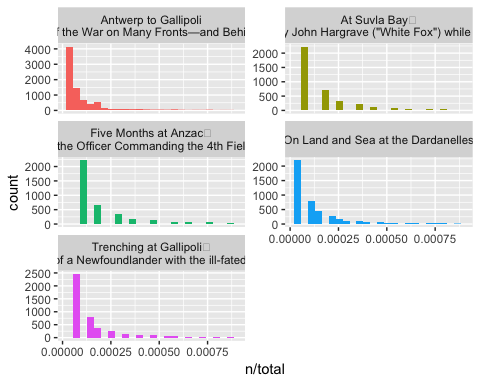 Antwerp to Gallipoli
f the War on Many Fronts—and Behi
At Suvla Bay
y John Hargrave ("White Fox") while
4000
3000
2000
1000
0
2000
1500
1000
500
0
Five Months at Anzac
the Officer Commanding the 4th Fiel
On Land and Sea at the Dardanelles
2000
1500
1000
500
0
2000
1500
1000
500
0
0.00000 0.00025 0.00050 0.00075
Trenching at Gallipoli
of a Newfoundlander with the ill-fated
2500
2000
1500
1000
500
0
0.00000 0.00025 0.00050 0.00075
count
n/total